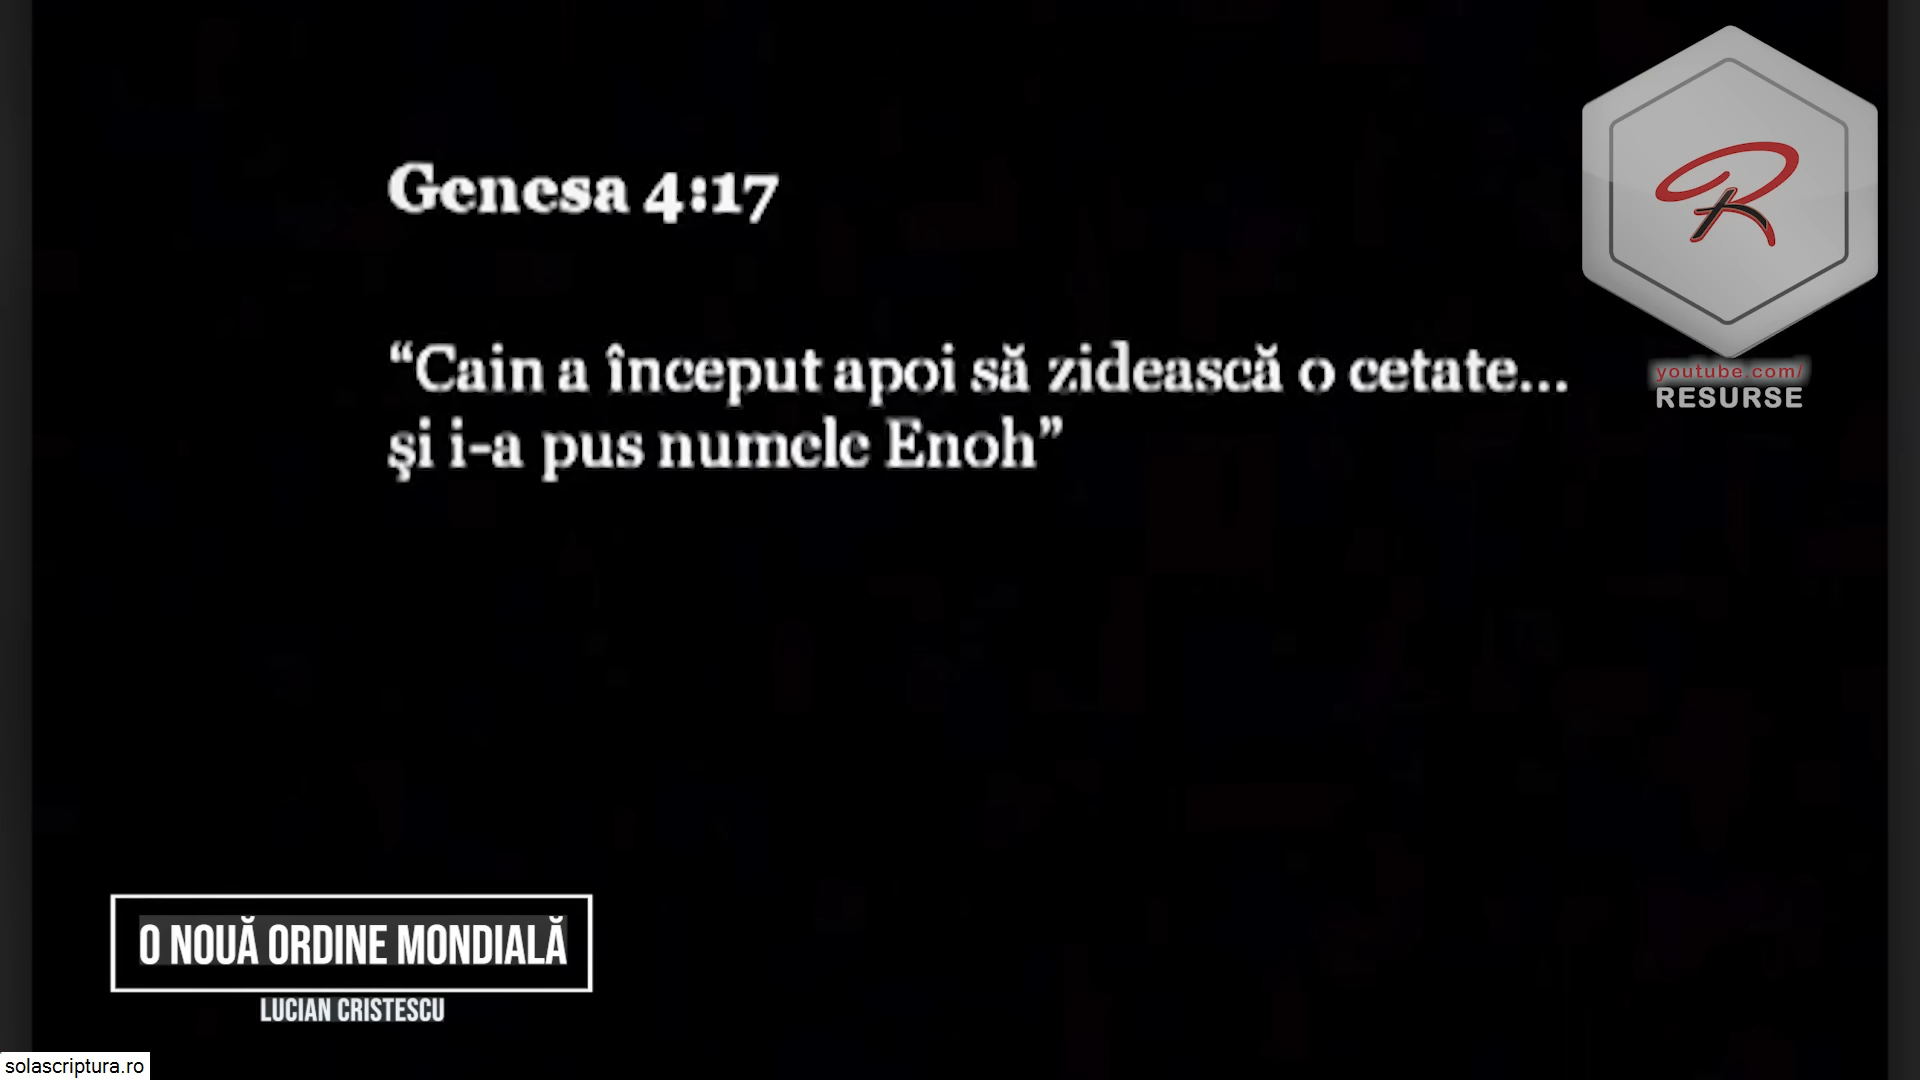 Genesa 4:17
“Cain a început apoi să zidească o cetate...
şi i-a pus numele Enoh”
youtube.com/
RESURSE
O NOUĂ ORDINE MONDIALĂ
LUCIAN CRISTESCU
solascriptura.ro